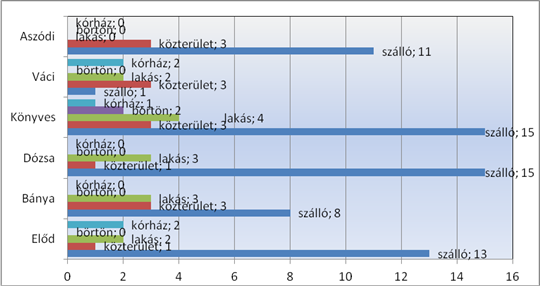 Aszódi
kórház; 0
börtön; 0
lakás; 0
közterület; 3
szálló; 11
Váci
kórház; 2
börtön; 0
lakás; 2
közterület; 3
szálló; 1
Könyves
kórház; 1
börtön; 2
lakás; 4
közterület; 3
szálló; 15
Dózsa
kórház; 0
börtön; 0
lakás; 3
közterület; 1
szálló; 15
Bánya
kórház; 0
börtön; 0
lakás; 3
közterület; 3
szálló; 8
Előd
kórház; 2
börtön; 0
lakás; 2
közterület; 1
szálló; 13
0 2 4 6 8 10 12 14 16